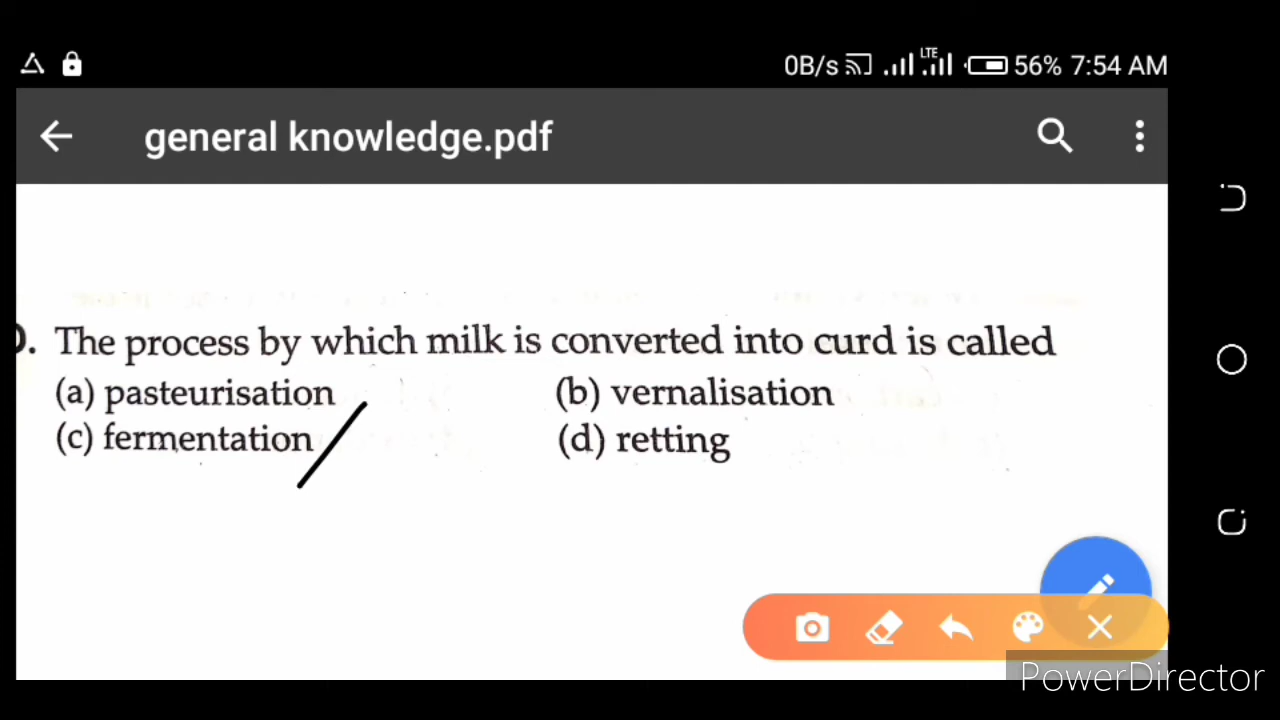 0B/s LTE 56% 7:54 AM
general knowledge.pdf
. The process by which milk is converted into curd is called
(a) pasteurisation (b) vernalisation
(c) fermentation (d) retting
PowerDirector